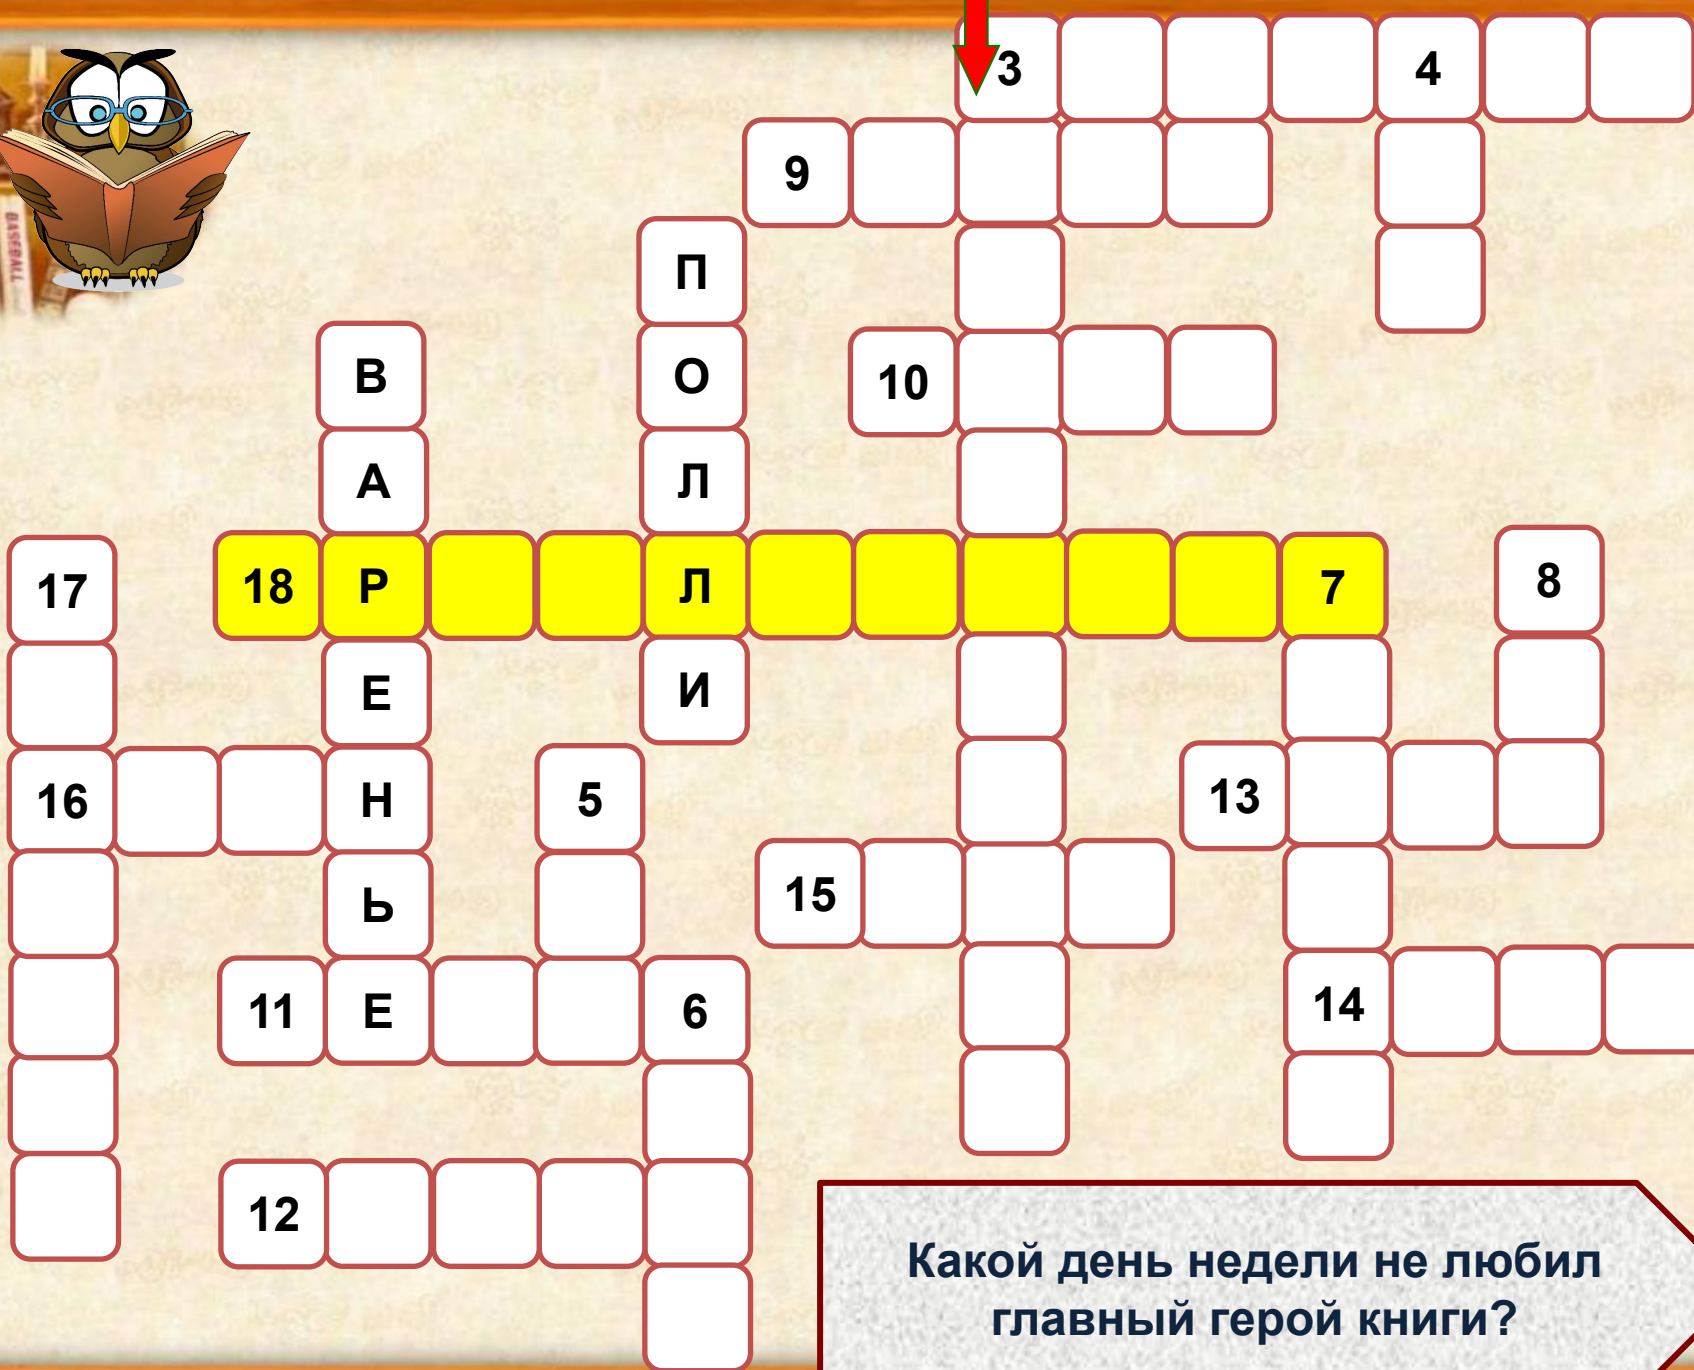 3 4
9
П
В О 10
А Л
17 18 Р Л 7 8
Е И
16 Н 5 13
Ь 15
11 Е 6 14
12
Какой день недели не любил
главный герой книги?
BASEBALL